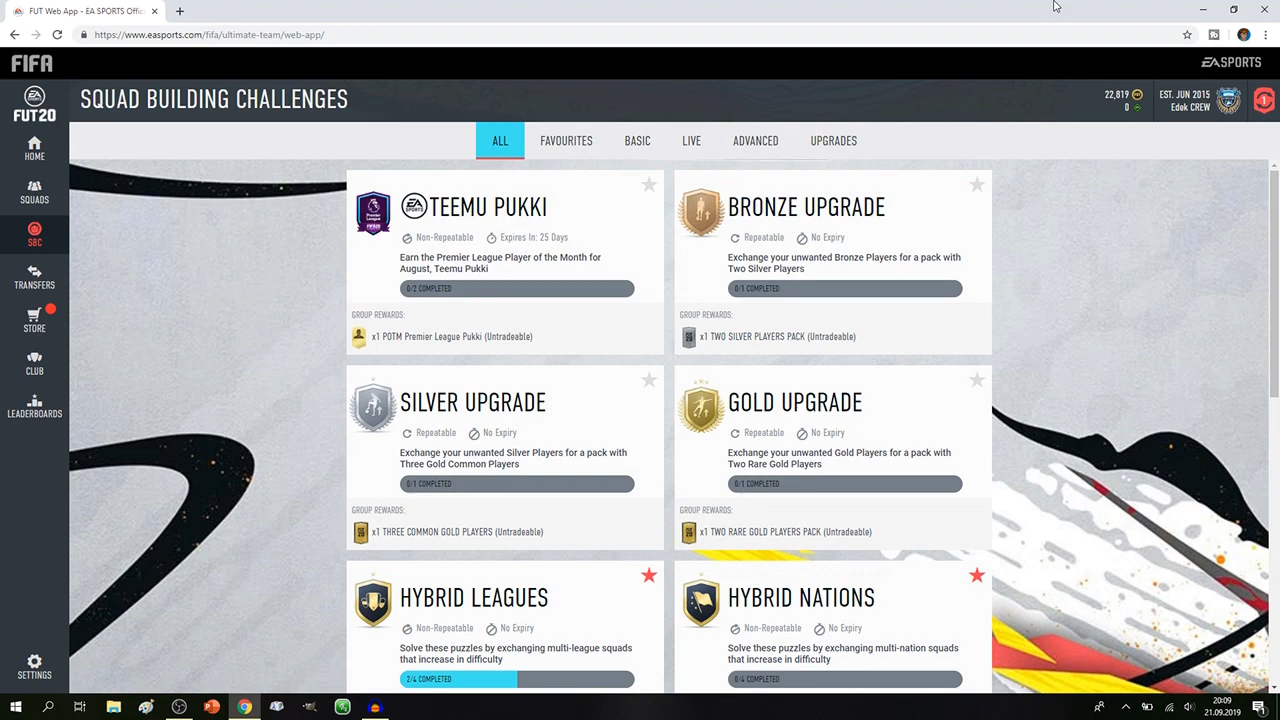 FUT Web App - EA SPORTS Offic
https://www.easports.com/fifa/ultimate-team/web-app/
FIFA
EA SPORTS
EA SPORTS
FUT20
SQUAD BUILDING CHALLENGES
22,819
0
EST. JUN 2015
Edok CREW
1
HOME
SQUADS
SBC
TRANSFERS
STORE
CLUB
LEADERBOARDS
SETTINGS
ALL
FAVOURITES
BASIC
LIVE
ADVANCED
UPGRADES
TEEMU PUKKI
Non-Repeatable
Expires In: 25 Days
Earn the Premier League Player of the Month for
August, Teemu Pukki
0/2 COMPLETED
GROUP REWARDS:
x1 POTM Premier League Pukki (Untradeable)
BRONZE UPGRADE
Repeatable
No Expiry
Exchange your unwanted Bronze Players for a pack with
Two Silver Players
0/1 COMPLETED
GROUP REWARDS:
x1 TWO SILVER PLAYERS PACK (Untradeable)
SILVER UPGRADE
Repeatable
No Expiry
Exchange your unwanted Silver Players for a pack with
Three Gold Common Players
0/1 COMPLETED
GROUP REWARDS:
x1 THREE COMMON GOLD PLAYERS (Untradeable)
GOLD UPGRADE
Repeatable
No Expiry
Exchange your unwanted Gold Players for a pack with
Two Rare Gold Players
0/1 COMPLETED
GROUP REWARDS:
x1 TWO RARE GOLD PLAYERS PACK (Untradeable)
HYBRID LEAGUES
Non-Repeatable
No Expiry
Solve these puzzles by exchanging multi-league squads
that increase in difficulty
2/4 COMPLETED
HYBRID NATIONS
Non-Repeatable
No Expiry
Solve these puzzles by exchanging multi-nation squads
that increase in difficulty
0/4 COMPLETED
20:09
21.09.2019